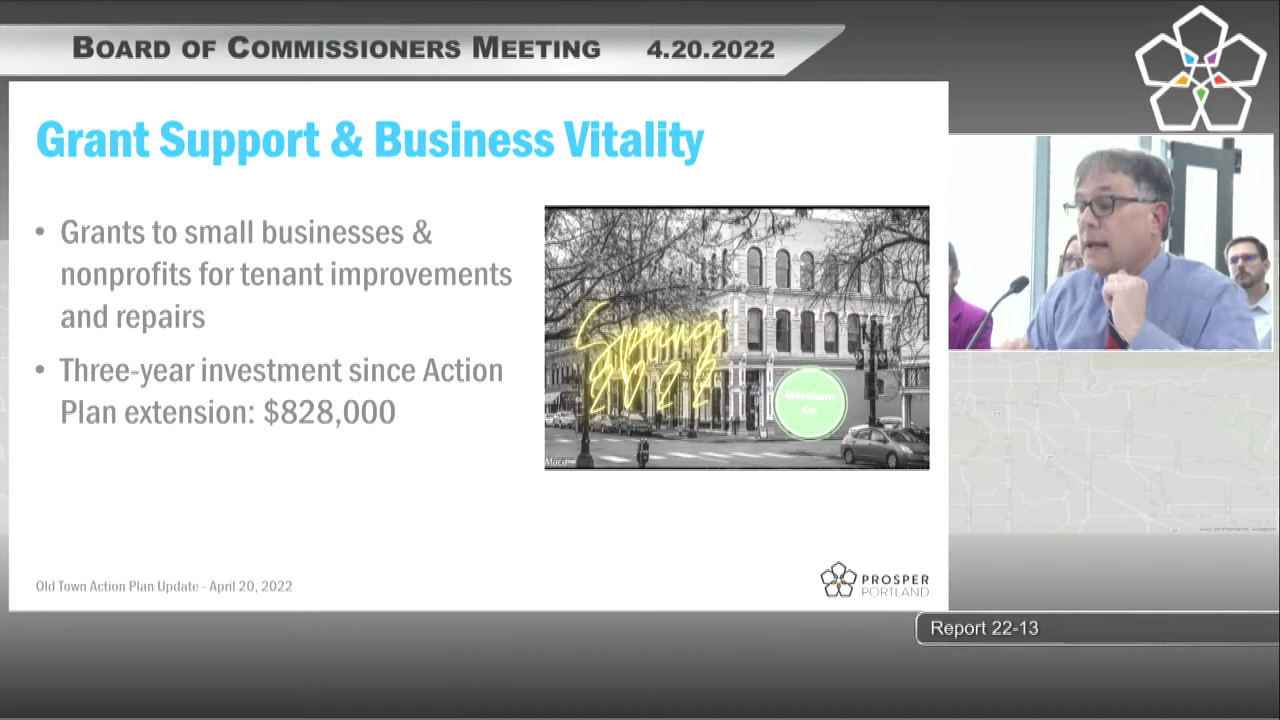 BOARD OF COMMISSIONERS MEETING 4.20.2022
Grant Support & Business Vitality
• Grants to small businesses &
nonprofits for tenant improvements
and repairs
• Three-year investment since Action
Plan extension: $828,000
Spring
2022
Merchant
Co.
Old Town Action Plan Update - April 20, 2022
PROSPER
PORTLAND
Report 22-13